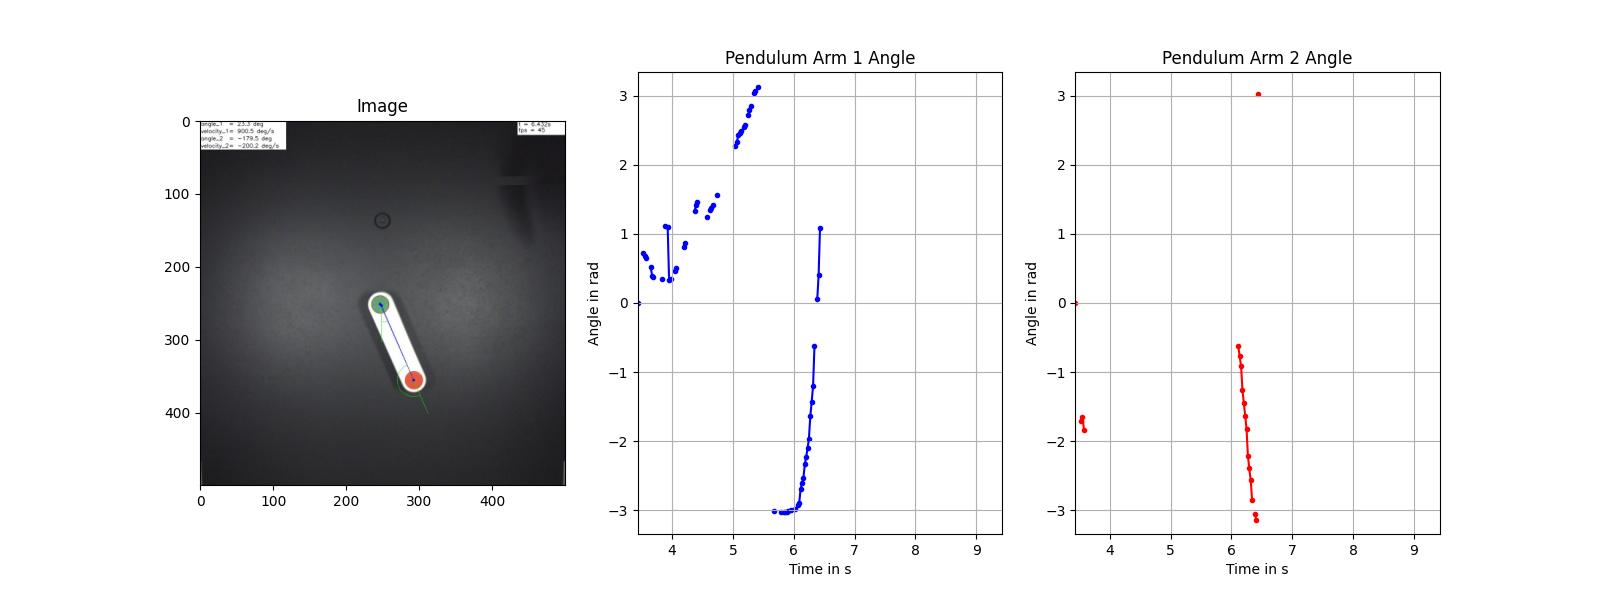 Image
angle_1 = 23.3 deg
velocity_1= 900.5 deg/s
angle_2 = -179.5 deg
velocity_2= -200.2 deg/s
t = 6.432s
fps = 45
0
100
200
300
400
0 100 200 300 400
Pendulum Arm 1 Angle
Angle in rad
3
2
1
0
−1
−2
−3
4 5 6 7 8 9
Time in s
Pendulum Arm 2 Angle
Angle in rad
3
2
1
0
−1
−2
−3
4 5 6 7 8 9
Time in s